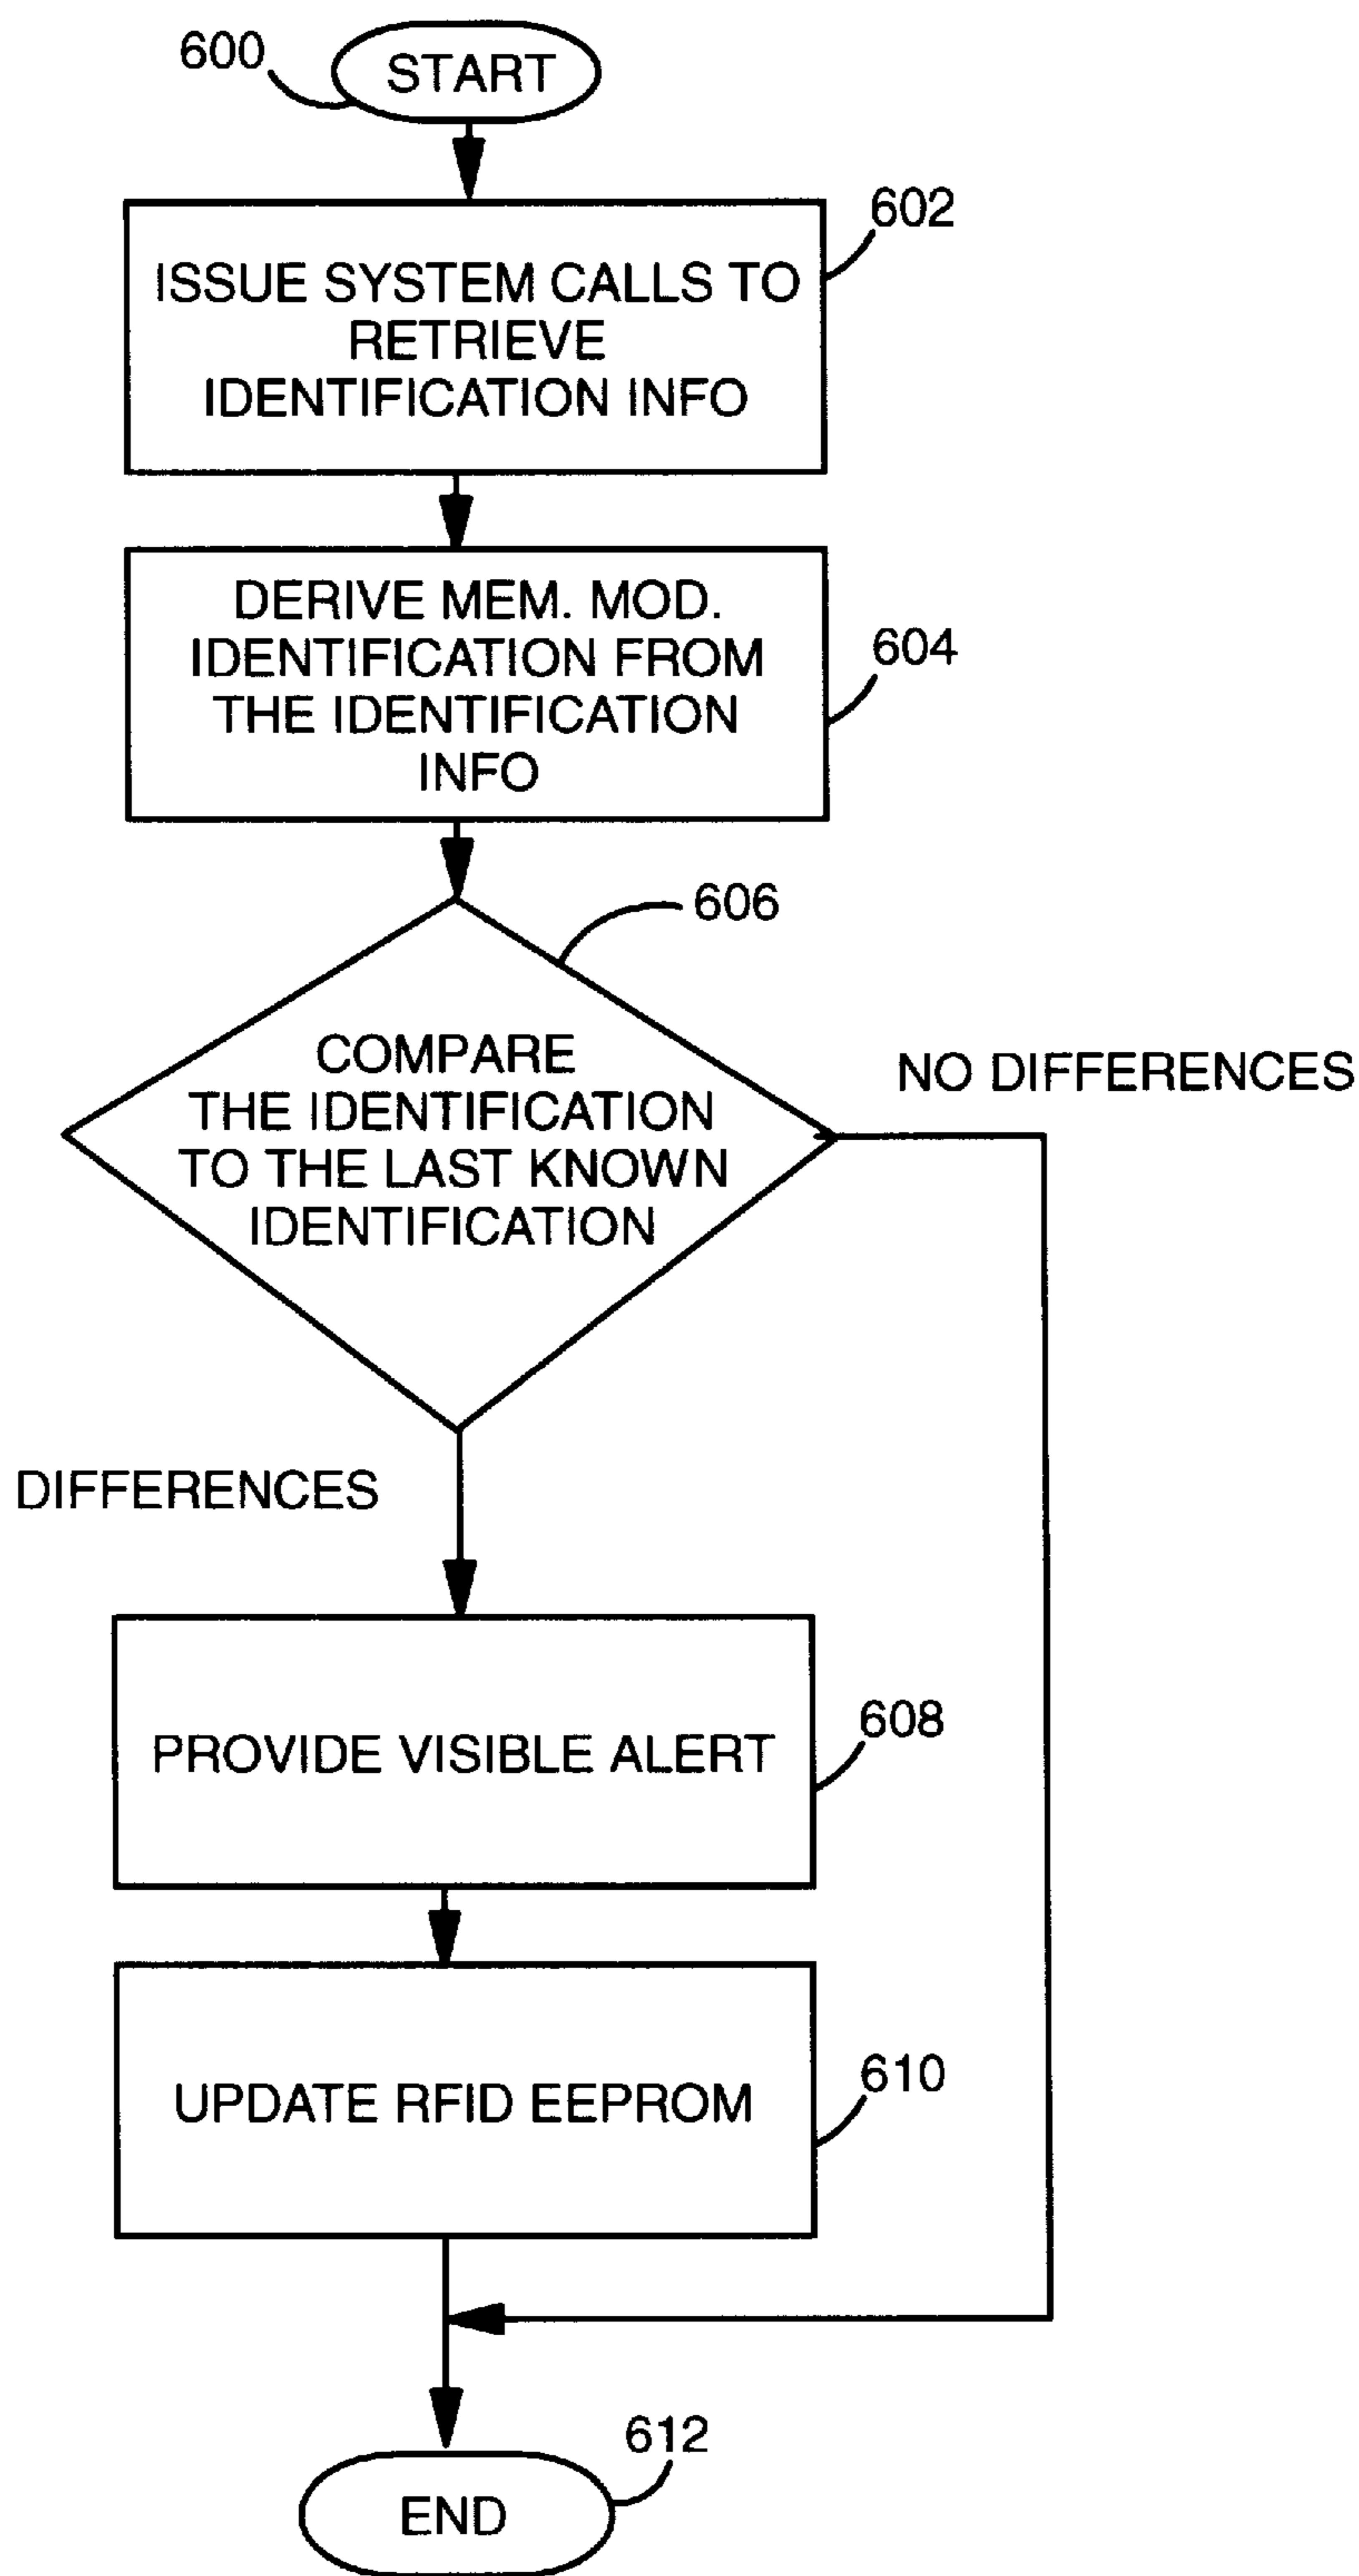 600
START
602
ISSUE SYSTEM CALLS TO
RETRIEVE
IDENTIFICATION INFO
DERIVE MEM. MOD.
IDENTIFICATION FROM
THE IDENTIFICATION
INFO
604
606
COMPARE
THE IDENTIFICATION
TO THE LAST KNOWN
IDENTIFICATION
NO DIFFERENCES
DIFFERENCES
608
PROVIDE VISIBLE ALERT
610
UPDATE RFID EEPROM
612
END